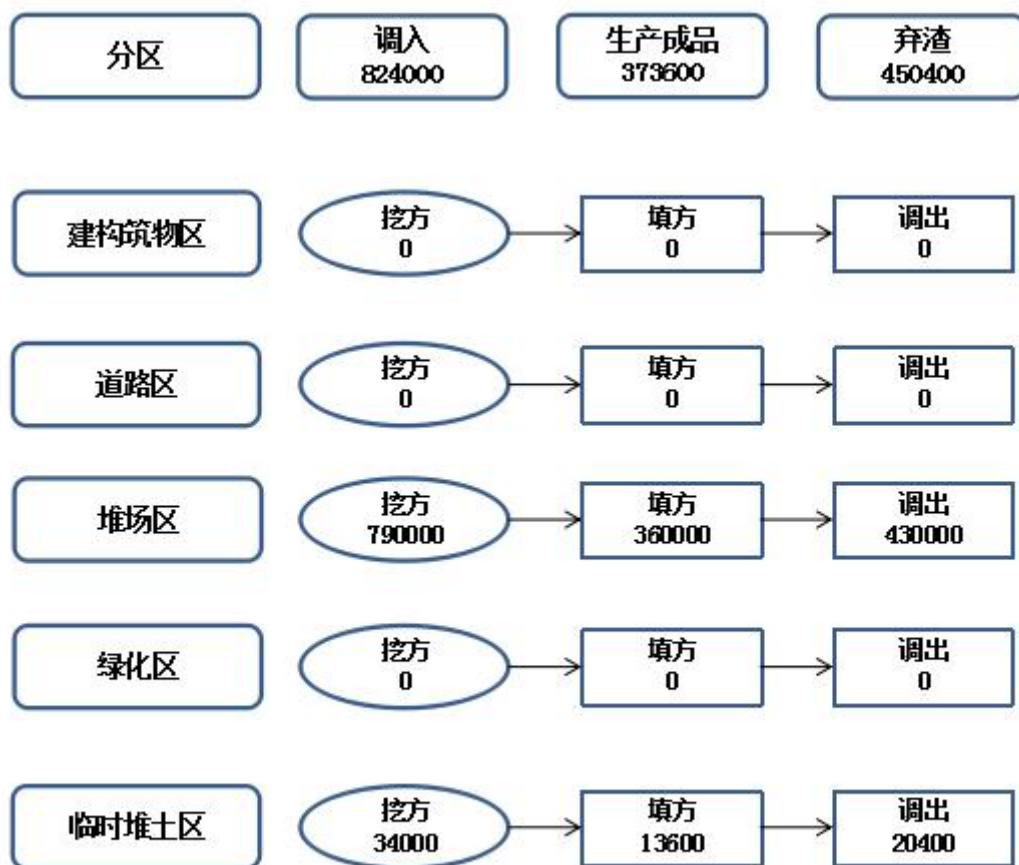 分区
调入
824000
生产成品
373600
弃渣
450400
建构筑物区
挖方
0
填方
0
调出
0
道路区
挖方
0
填方
0
调出
0
堆场区
挖方
790000
填方
360000
调出
430000
绿化区
挖方
0
填方
0
调出
0
临时堆土区
挖方
34000
填方
13600
调出
20400